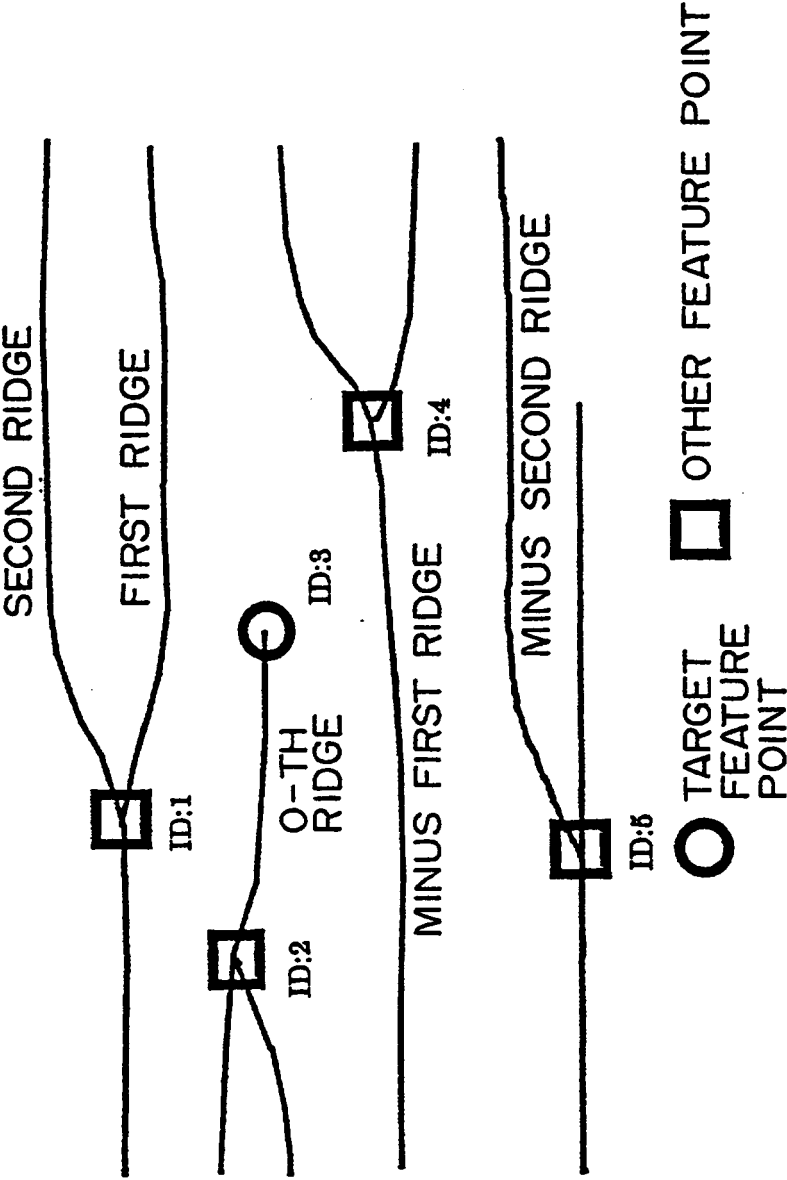 SECOND RIDGE
FIRST RIDGE
ID:1
ID:2
O-TH
RIDGE
ID:3
MINUS FIRST RIDGE
ID:4
MINUS SECOND RIDGE
ID:5
TARGET
FEATURE
POINT
OTHER FEATURE POINT